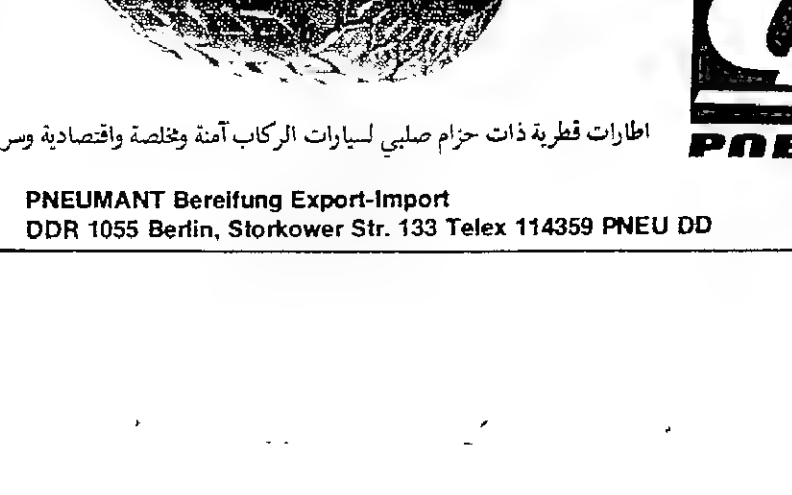 اطارات قطرية ذات حزام صلبي لسيارات الركاب آمنة ومخلصة واقتصادية
PNEUMANT Bereifung Export-Import
DDR 1055 Berlin, Storkower Str. 133 Telex 114359 PNEU DD